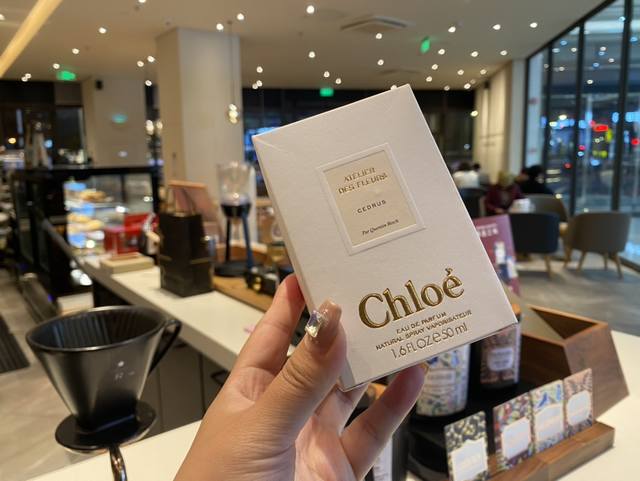 ATELIER
DES FLEURS
CEDRUS
Par Quentin Bisch
Chloé
EAU DE PARFUM
NATURAL SPRAY VAPORISATEUR
1.6 FL.OZ e 50 ml